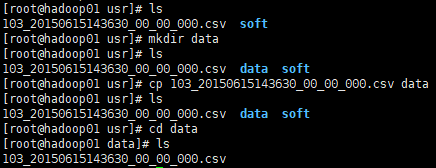 [root@hadoop01 usr]# ls
103_20150615143630_00_00_000.csv  soft
[root@hadoop01 usr]# mkdir data
[root@hadoop01 usr]# ls
103_20150615143630_00_00_000.csv  data  soft
[root@hadoop01 usr]# cp 103_20150615143630_00_00_000.csv data
[root@hadoop01 usr]# ls
103_20150615143630_00_00_000.csv  data  soft
[root@hadoop01 usr]# cd data
[root@hadoop01 data]# ls
103_20150615143630_00_00_000.csv